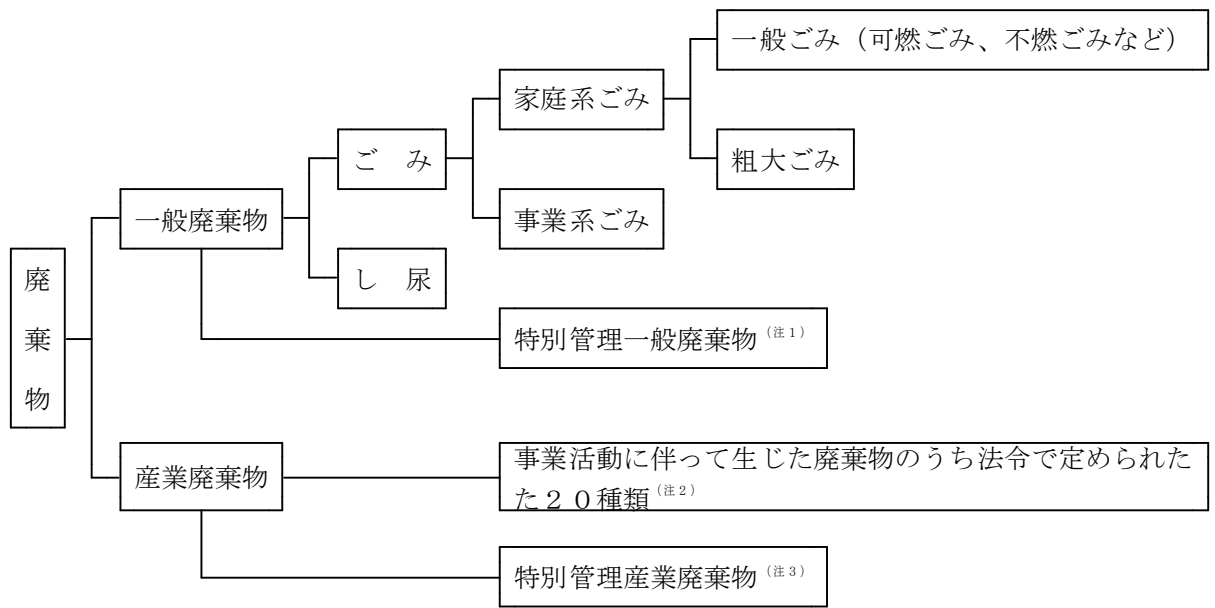 一般ごみ（可燃ごみ、不燃ごみなど）
家庭系ごみ
ご　み
粗大ごみ
一般廃棄物
事業系ごみ
し　尿
廃棄物
特別管理一般廃棄物（注１）
産業廃棄物
事業活動に伴って生じた廃棄物のうち法令で定められた
た２０種類（注２）
特別管理産業廃棄物（注３）